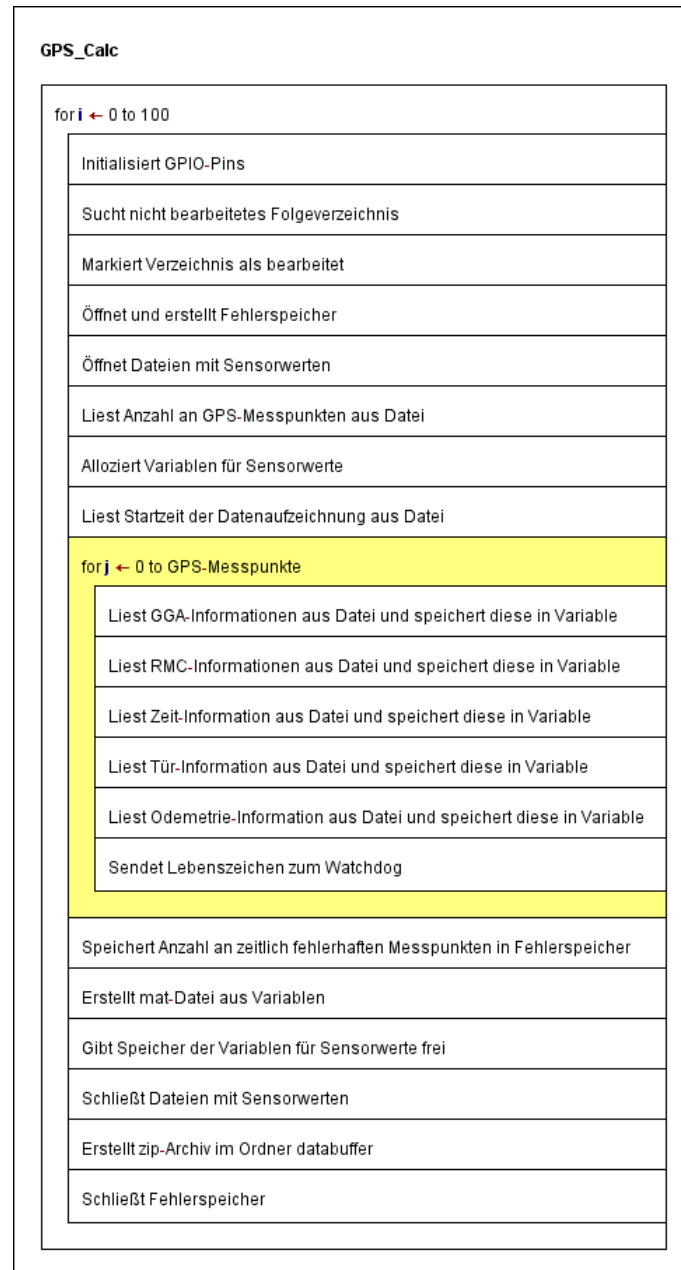 GPS_Calc
for i ← 0 to 100
Initialisiert GPIO-Pins
Sucht nicht bearbeitetes Folgeverzeichnis
Markiert Verzeichnis als bearbeitet
Öffnet und erstellt Fehlerspeicher
Öffnet Dateien mit Sensorwerten
Liest Anzahl an GPS-Messpunkten aus Datei
Alloziert Variablen für Sensorwerte
Liest Startzeit der Datenaufzeichnung aus Datei
for j ← 0 to GPS-Messpunkte
Liest GGA-Informationen aus Datei und speichert diese in Variable
Liest RMC-Informationen aus Datei und speichert diese in Variable
Liest Zeit-Information aus Datei und speichert diese in Variable
Liest Tür-Information aus Datei und speichert diese in Variable
Liest Odemetrie-Information aus Datei und speichert diese in Variable
Sendet Lebenszeichen zum Watchdog
Speichert Anzahl an zeitlich fehlerhaften Messpunkten in Fehlerspeicher
Erstellt mat-Datei aus Variablen
Gibt Speicher der Variablen für Sensorwerte frei
Schließt Dateien mit Sensorwerten
Erstellt zip-Archiv im Ordner databuffer
Schließt Fehlerspeicher